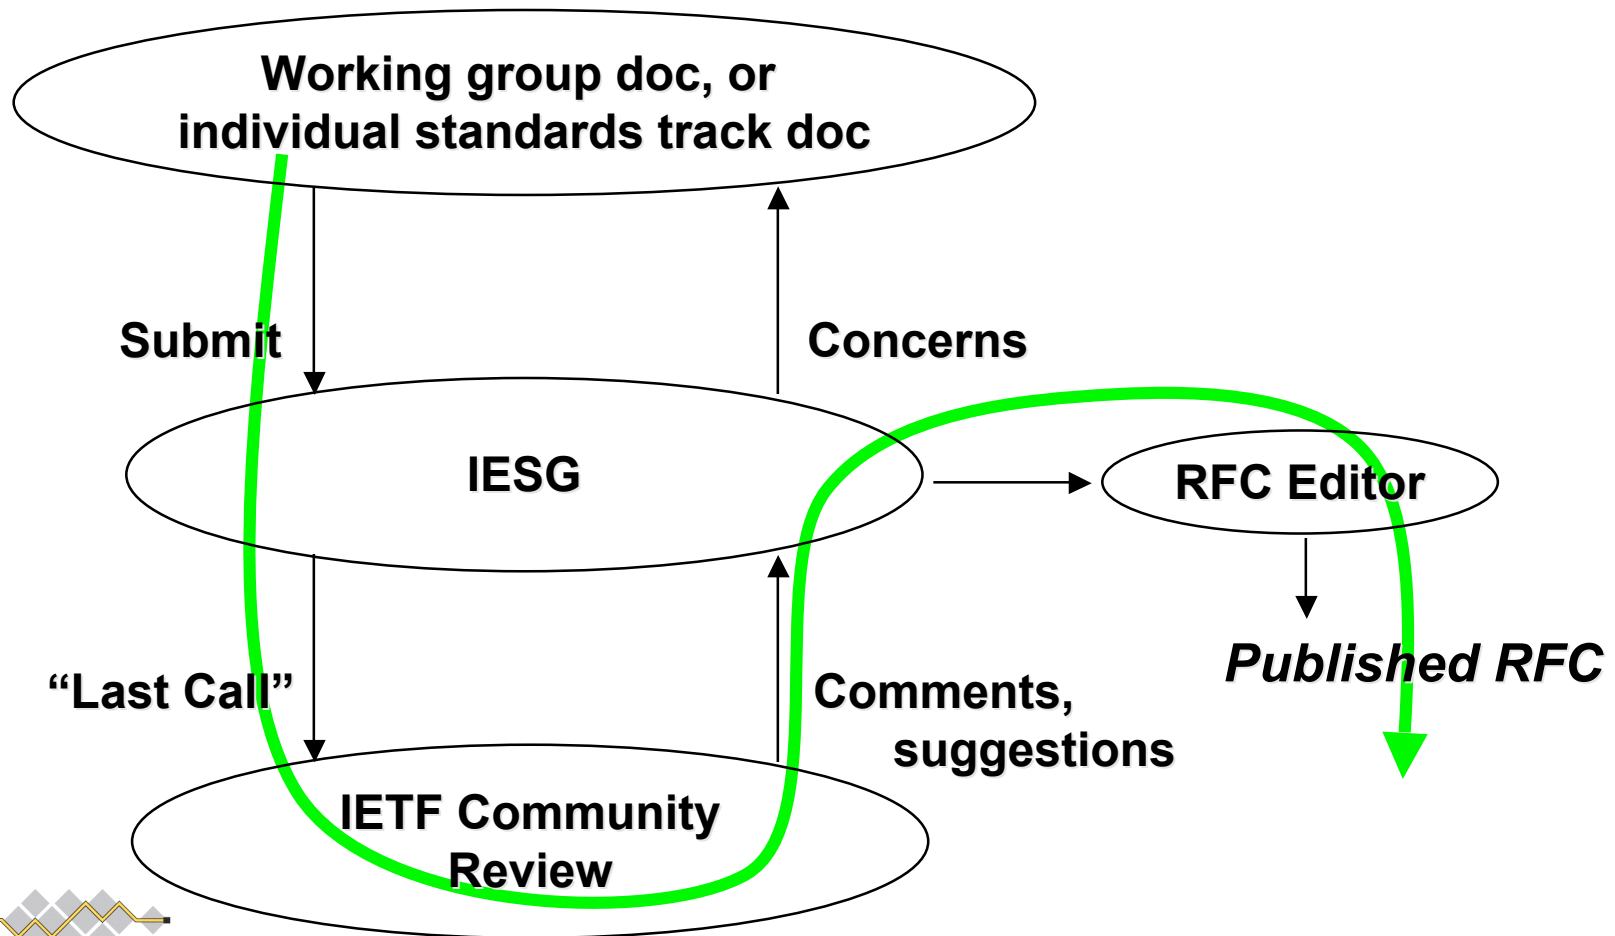 Working group doc, or
individual standards track doc
Submit
Concerns
IESG
RFC Editor
Published RFC
“Last Call”
Comments,
suggestions
IETF Community
Review